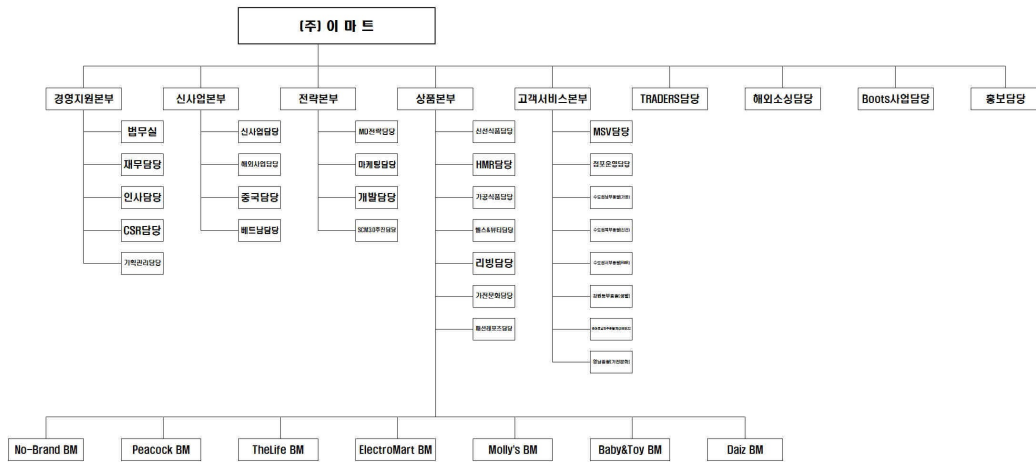 (주) 이 마 트
경영지원본부
신사업본부
전략본부
상품본부
고객서비스본부
TRADERS담당
해외소싱담당
Boots사업담당
홍보담당
법무실
재무담당
인사담당
CSR담당
기획관리담당
신사업담당
해외사업담당
중국담당
베트남담당
MD전략담당
마케팅담당
개발담당
SCM3.0추진담당
신선식품담당
HMR담당
가공식품담당
헬스&뷰티담당
리빙담당
가전문화담당
패션레포츠담당
MSV담당
점포운영담당
No-Brand BM
Peacock BM
TheLife BM
ElectroMart BM
Molly's BM
Baby&Toy BM
Daiz BM